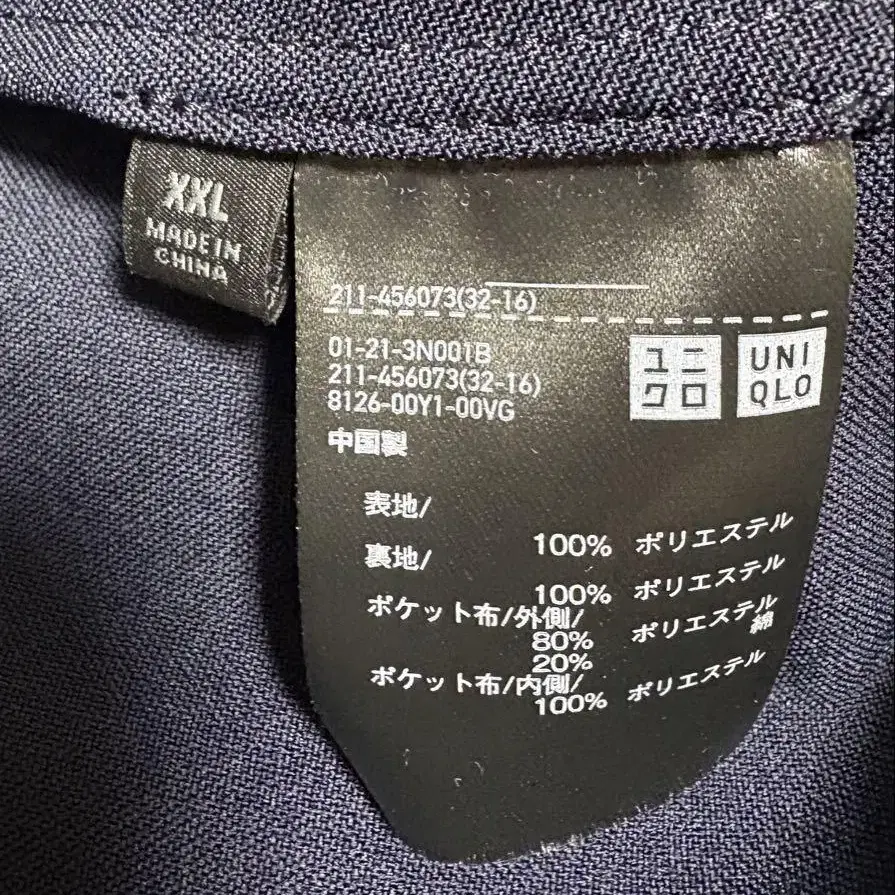 XXL
MADE IN
CHINA
211-456073(32-16)
01-21-3N001B
211-456073(32-16)
8126-00Y1-00VG
中国製
ユニ
クロ
UNI
QLO
表地/
100% ポリエステル
裏地/
100% ポリエステル
ポケット布/外側/
80% ポリエステル
20% 綿
ポケット布/内側/
100% ポリエステル